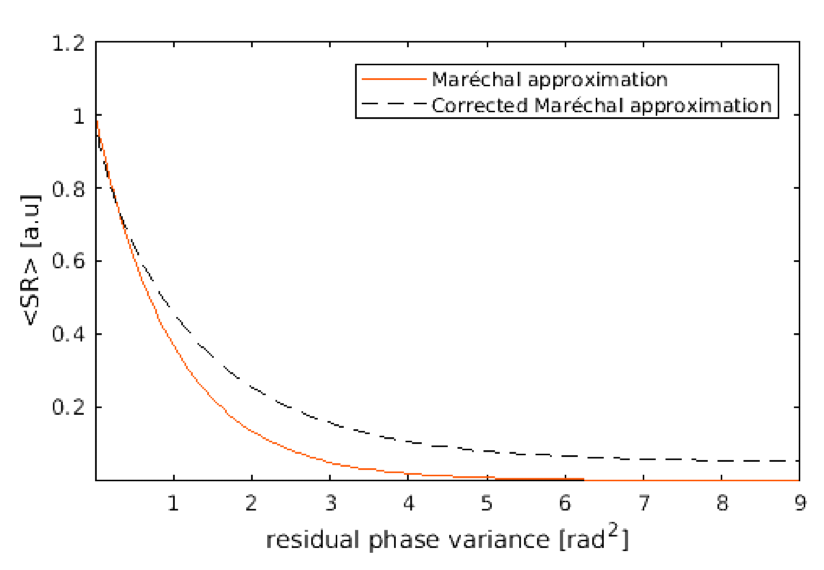 1.2
Maréchal approximation
Corrected Maréchal approximation
1
0.8
<SR> [a.u]
0.6
0.4
0.2
1 2 3 4 5 6 7 8 9
residual phase variance [rad²]